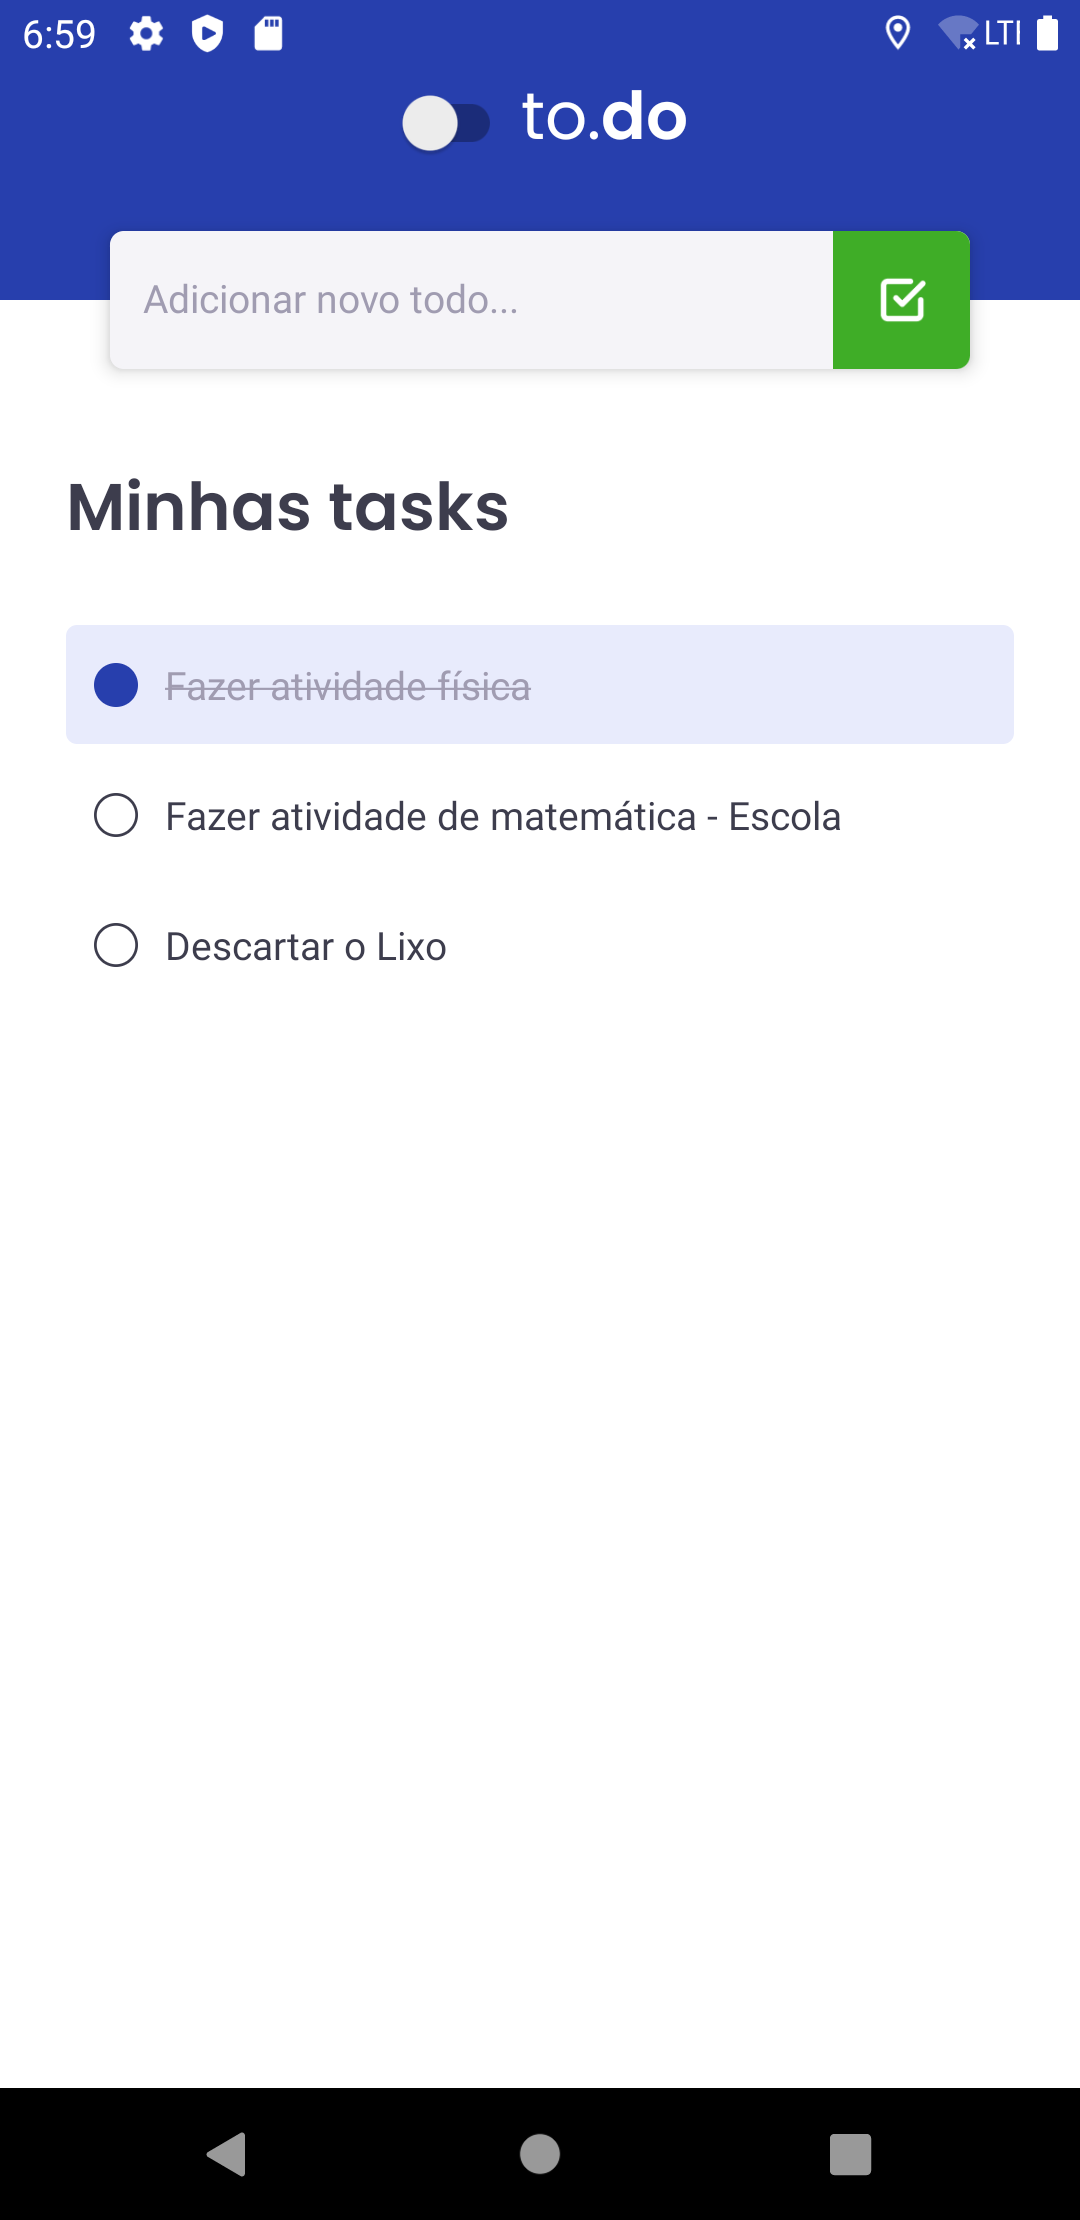 6:59
LTI
to.do
Adicionar novo todo...
Minhas tasks
Fazer atividade física
Fazer atividade de matemática - Escola
Descartar o Lixo